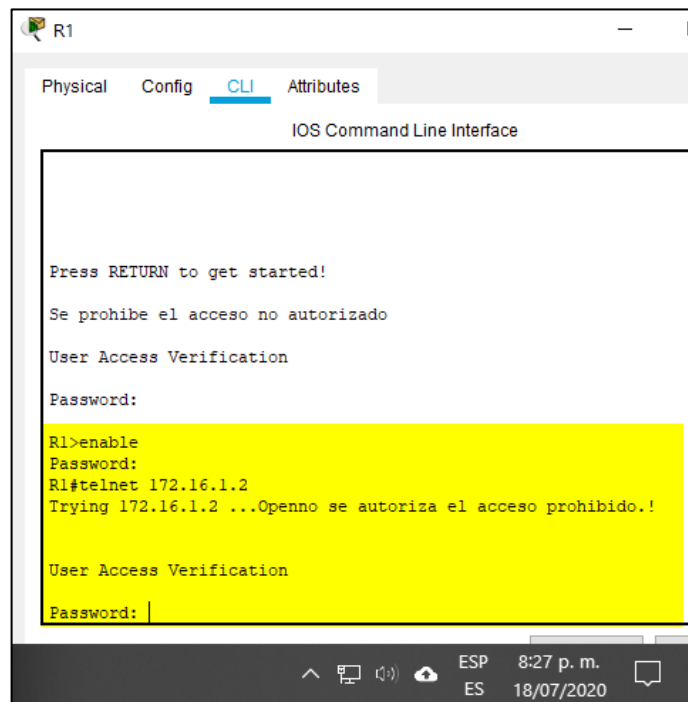 R1
Physical Config CLI Attributes
IOS Command Line Interface
Press RETURN to get started!
Se prohibe el acceso no autorizado
User Access Verification
Password:
R1>enable
Password:
R1#telnet 172.16.1.2
Trying 172.16.1.2 ...Openno se autoriza el acceso prohibido.!
User Access Verification
Password:
ESP 8:27 p. m.
ES 18/07/2020